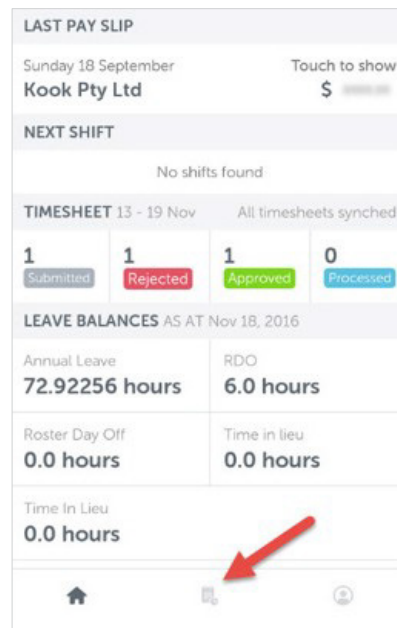 LAST PAY SLIP
Sunday 18 September Touch to show
Kook Pty Ltd $
NEXT SHIFT
No shifts found
TIMESHEET 13 - 19 Nov All timesheets synched
1 1 1 0
Submitted Rejected Approved Processed
LEAVE BALANCES AS AT Nov 18, 2016
Annual Leave RDO
72.92256 hours 6.0 hours
Roster Day Off Time in lieu
0.0 hours 0.0 hours
Time In Lieu
0.0 hours